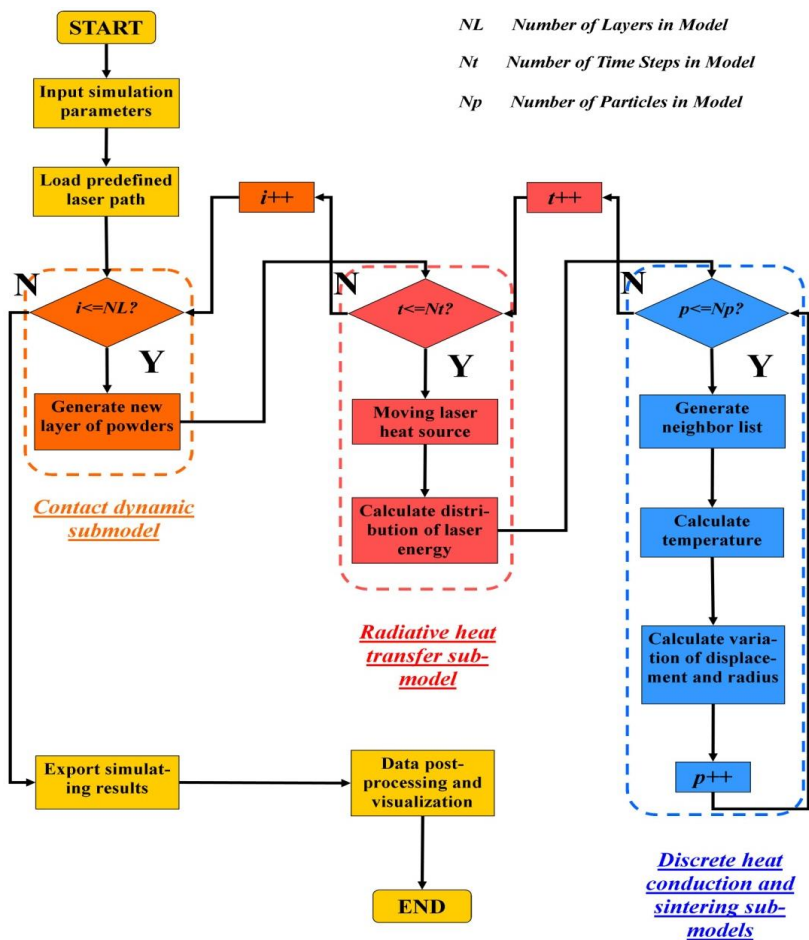 START
NL Number of Layers in Model
Nt Number of Time Steps in Model
Np Number of Particles in Model
Input simulation
parameters
Load predefined
laser path
i++
t++
N
i<=NL?
Y
Generate new
layer of powders
Contact dynamic
submodel
N
t<=Nt?
Y
Moving laser
heat source
Calculate distri-
bution of laser
energy
Radiative heat
transfer sub-
model
N
p<=Np?
Y
Generate
neighbor list
Calculate
temperature
Calculate varia-
tion of displace-
ment and radius
p++
Discrete heat
conduction and
sintering sub-
models
Export simulat-
ing results
Data post-
processing and
visualization
END